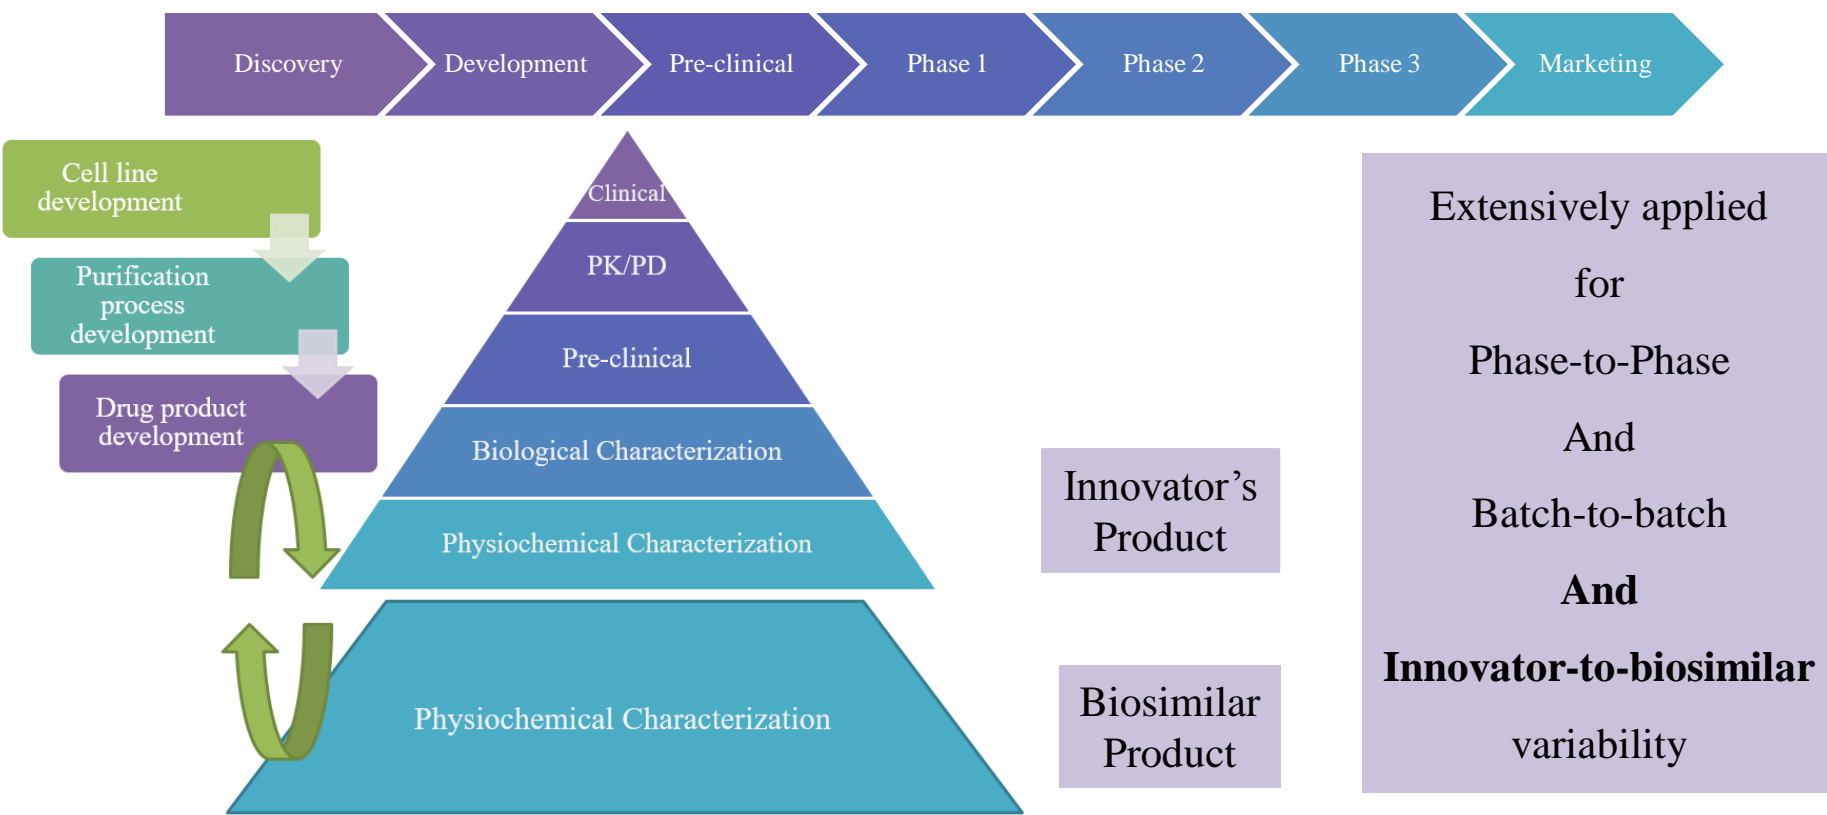 Discovery
Development
Pre-clinical
Phase 1
Phase 2
Phase 3
Marketing
Cell line
development
Purification
process
development
Drug product
development
Clinical
PK/PD
Pre-clinical
Biological Characterization
Physiochemical Characterization
Physiochemical Characterization
Innovator’s
Product
Biosimilar
Product
Extensively applied
for
Phase-to-Phase
And
Batch-to-batch
And
Innovator-to-biosimilar
variability